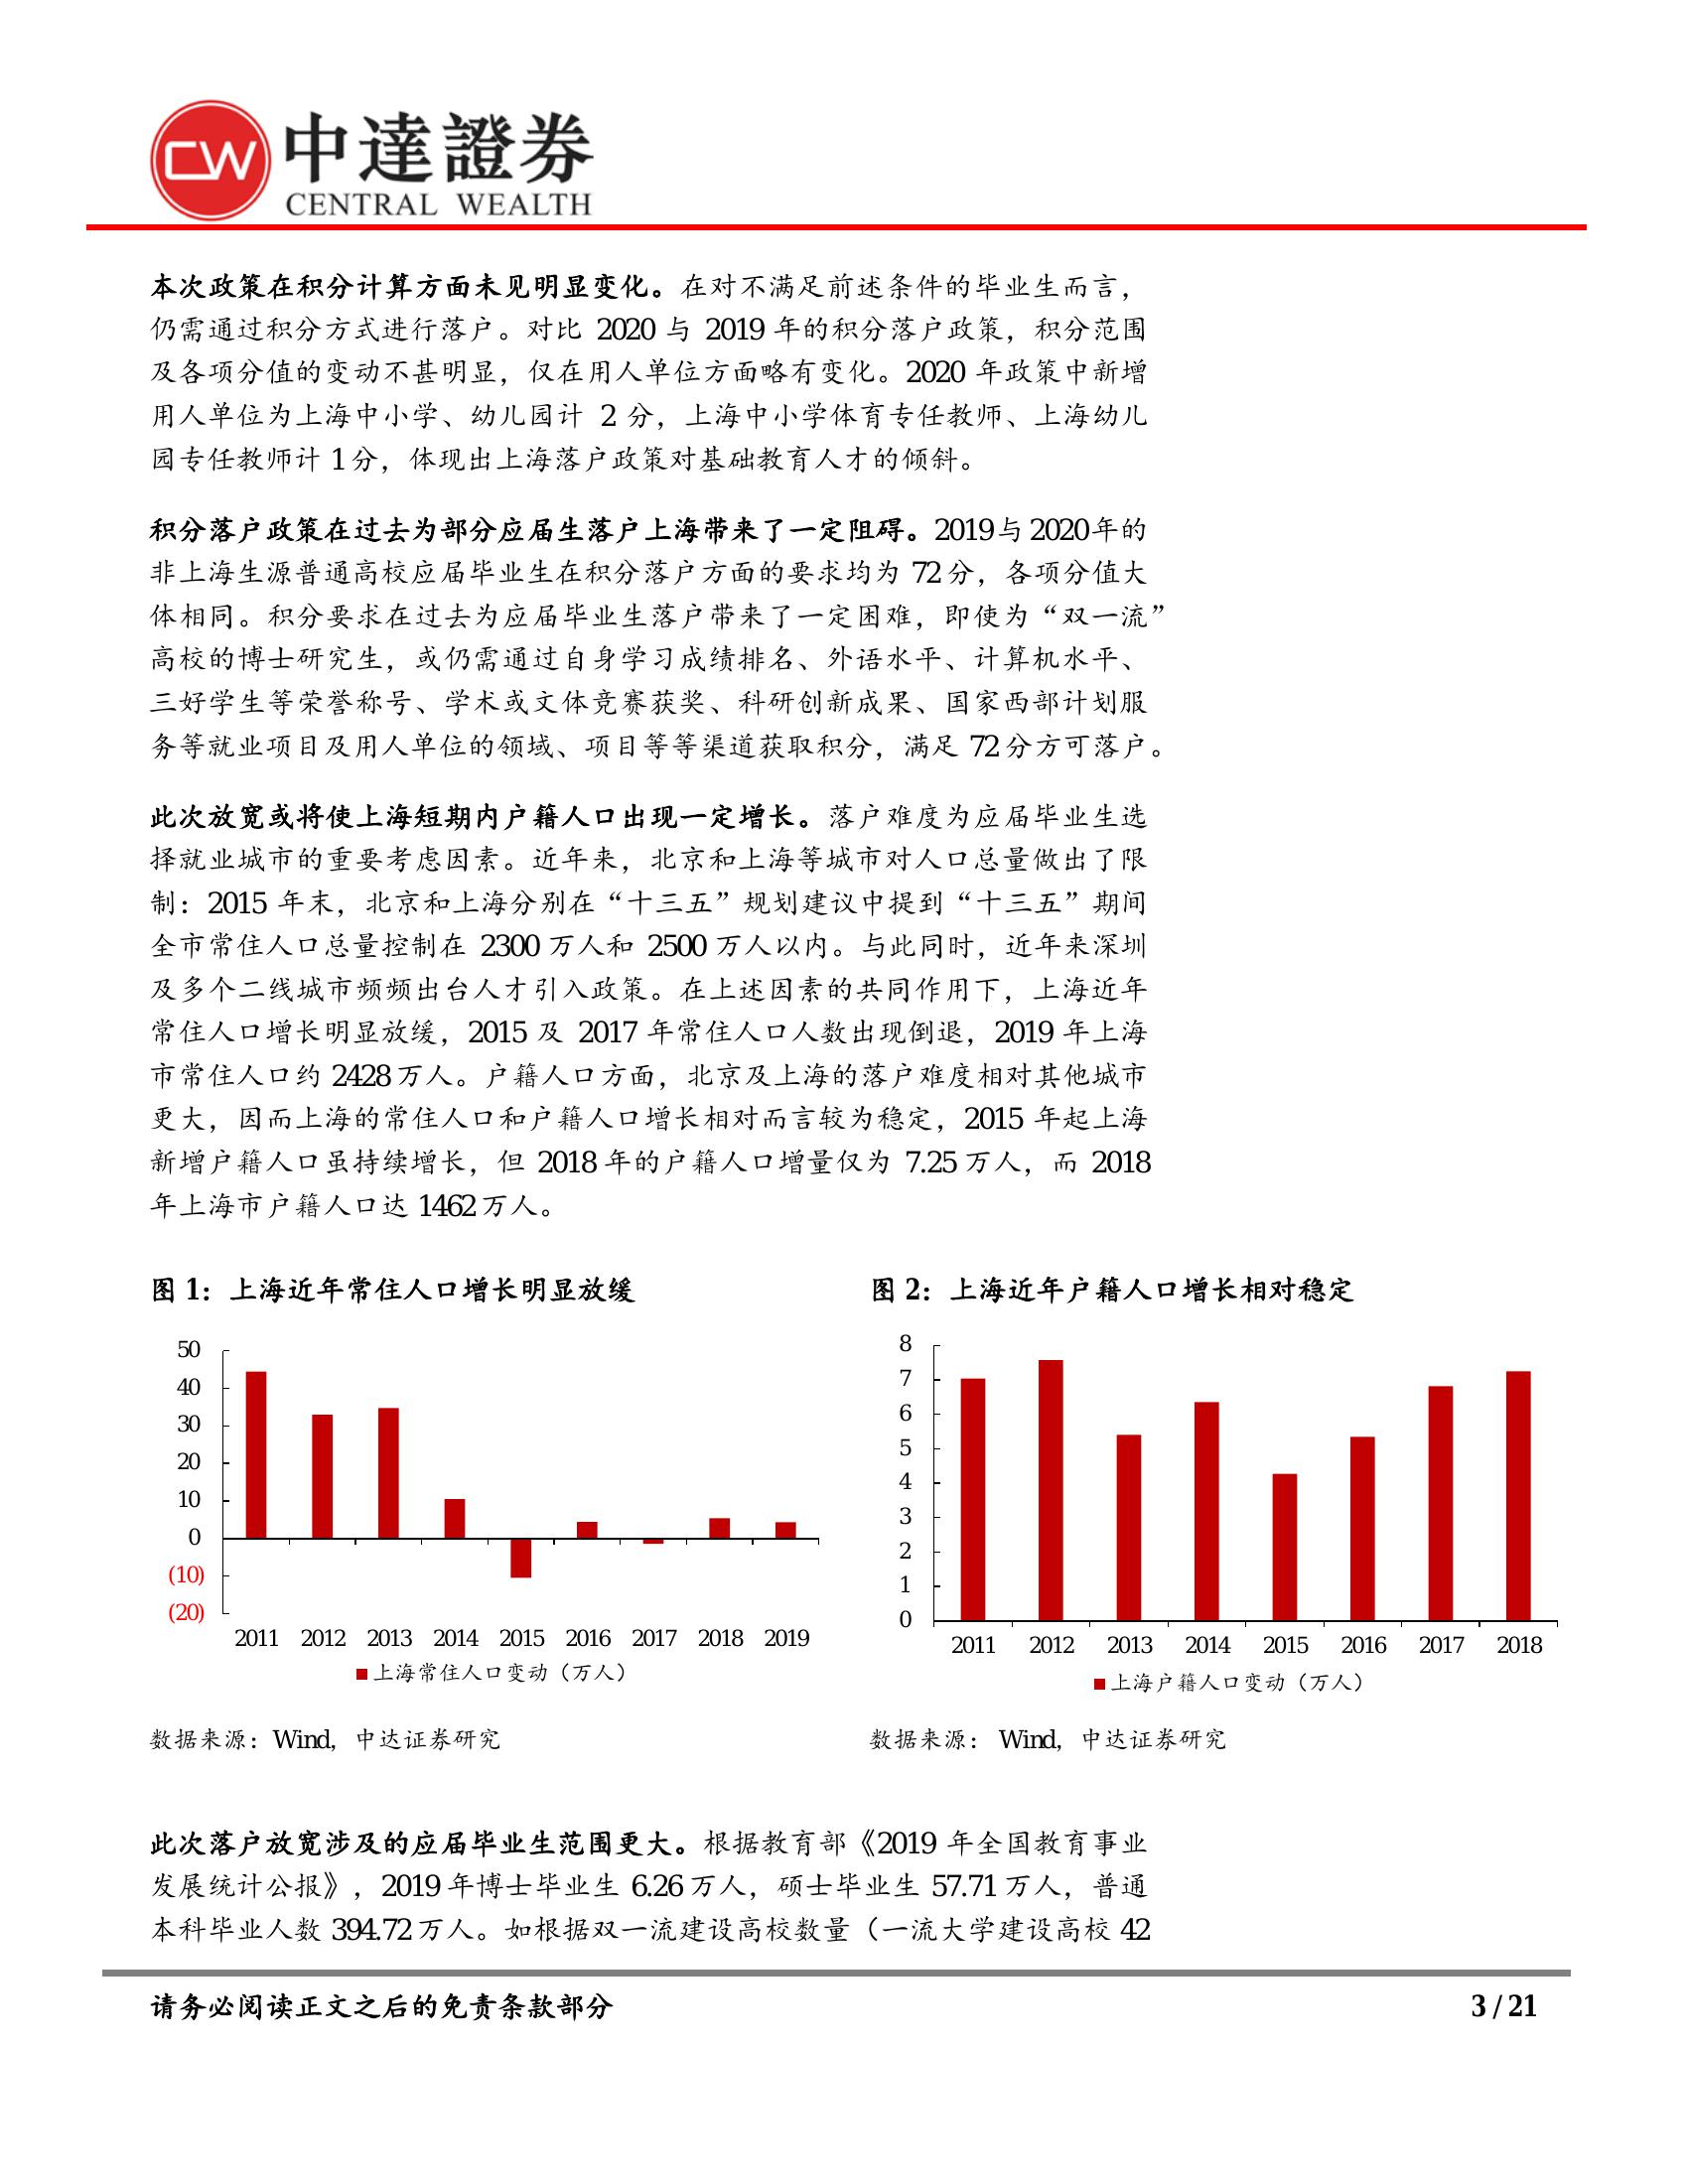 CW 中達證券
CENTRAL WEALTH
本次政策在积分计算方面未见明显变化。在对不满足前述条件的毕业生而言，
仍需通过积分方式进行落户。对比 2020 与 2019 年的积分落户政策，积分范围
及各项分值的变动不甚明显，仅在用人单位方面略有变化。2020 年政策中新增
用人单位为上海中小学、幼儿园计 2 分，上海中小学体育专任教师、上海幼儿
园专任教师计 1 分，体现出上海落户政策对基础教育人才的倾斜。
积分落户政策在过去为部分应届生落户上海带来了一定阻碍。2019 与 2020 年的
非上海生源普通高校应届毕业生在积分落户方面的要求均为 72 分，各项分值大
体相同。积分要求在过去为应届毕业生落户带来了一定困难，即使为“双一流”
高校的博士研究生，或仍需通过自身学习成绩排名、外语水平、计算机水平、
三好学生等荣誉称号、学术或文体竞赛获奖、科研创新成果、国家西部计划服
务等就业项目及用人单位的领域、项目等等渠道获取积分，满足 72 分方可落户。
此次放宽或将使上海短期内户籍人口出现一定增长。落户难度为应届毕业生选
择就业城市的重要考虑因素。近年来，北京和上海等城市对人口总量做出了限
制：2015 年末，北京和上海分别在“十三五”规划建议中提到“十三五”期间
全市常住人口总量控制在 2300 万人和 2500 万人以内。与此同时，近年来深圳
及多个二线城市频频出台人才引入政策。在上述因素的共同作用下，上海近年
常住人口增长明显放缓，2015 及 2017 年常住人口人数出现倒退，2019 年上海
市常住人口约 2428 万人。户籍人口方面，北京及上海的落户难度相对其他城市
更大，因而上海的常住人口和户籍人口增长相对而言较为稳定，2015 年起上海
新增户籍人口虽持续增长，但 2018 年的户籍人口增量仅为 7.25 万人，而 2018
年上海市户籍人口达 1462 万人。
图 1：上海近年常住人口增长明显放缓
50
40
30
20
10
0
(10)
(20)
2011 2012 2013 2014 2015 2016 2017 2018 2019
上海常住人口变动（万人）
数据来源：Wind，中达证券研究
图 2：上海近年户籍人口增长相对稳定
8
7
6
5
4
3
2
1
0
2011 2012 2013 2014 2015 2016 2017 2018
上海户籍人口变动（万人）
数据来源： Wind，中达证券研究
此次落户放宽涉及的应届毕业生范围更大。根据教育部《2019 年全国教育事业
发展统计公报》，2019 年博士毕业生 6.26 万人，硕士毕业生 57.71 万人，普通
本科毕业人数 394.72 万人。如根据双一流建设高校数量（一流大学建设高校 42
请务必阅读正文之后的免责条款部分
3 / 21